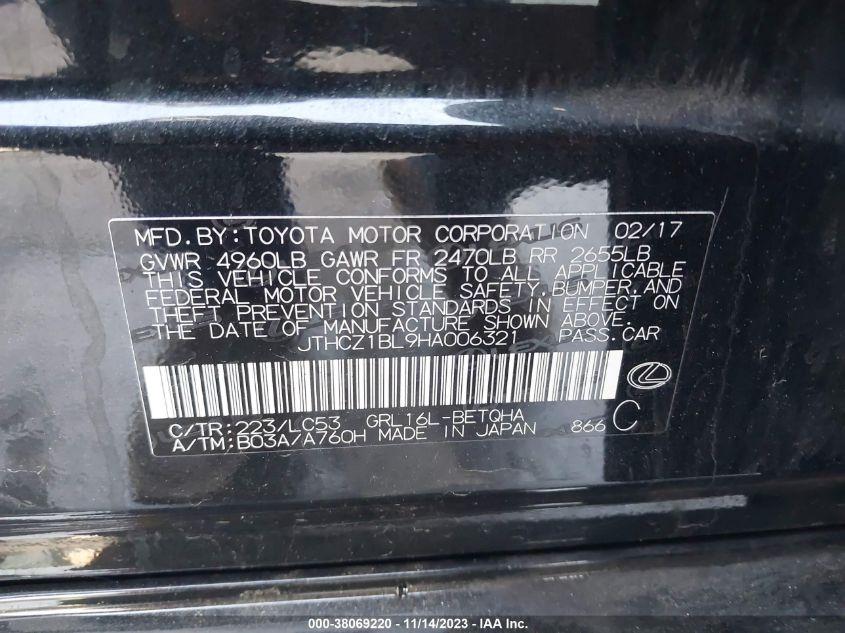 MFD.BY:TOYOTA MOTOR CORPORATION 02/17
GVWR 4960LB GAWR FR 2470LB RR 2655LB
THIS VEHICLE CONFORMS TO ALL APPLICABLE
FEDERAL MOTOR VEHICLE SAFETY,BUMPER,AND
THEFT PREVENTION STANDARDS IN EFFECT ON
THE DATE OF MANUFACTURE SHOWN ABOVE.
JTHCZ1BL9HA006321 PASS.CAR
C/TR:223/LC53 GRL16L-BETQHA
A/TM:B03A/A760H MADE IN JAPAN 866 C
000-38069220 - 11/14/2023 - IAA Inc.